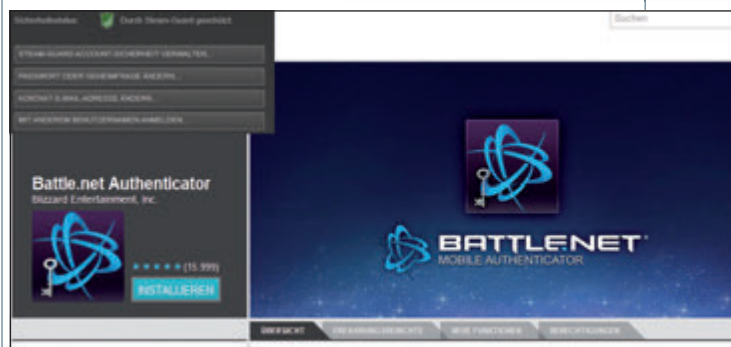 Sicherheitsstatus: Durch Steam Guard geschützt
STEAM-GUARD-ACCOUNT-SICHERHEIT VERWALTEN...
PASSWORT ODER GEHEIMFRAGE ÄNDERN...
KONTAKT-E-MAIL-ADRESSE ÄNDERN...
MIT ANDEREM BENUTZERNAMEN ANMELDEN
Suchen
Battle.net Authenticator
Blizzard Entertainment, Inc.
(15.999)
INSTALLIEREN
BATTLE.NET
MOBILE AUTHENTICATOR
ÜBERSICHT ERFAHRUNGSBERICHTE NEUE FUNKTIONEN BERECHTIGUNGEN